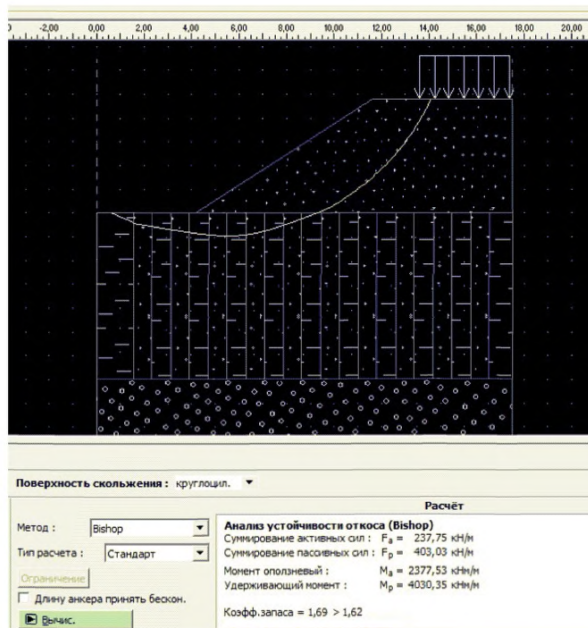 -2,00 0,00 2,00 4,00 6,00 8,00 10,00 12,00 14,00 16,00 18,00 20,00
Поверхность скольжения : круглоцил.
Расчёт
Метод : Bishop
Тип расчета : Стандарт
Ограничение
Длину анкера принять бескон.
Вычис.
Анализ устойчивости откоса (Bishop)
Суммирование активных сил : Fa = 237,75 кН/м
Суммирование пассивных сил : Fp = 403,03 кН/м
Момент оползневый : Ma = 2377,53 кНм/м
Удерживающий момент : Mp = 4030,35 кНм/м
Коэфф.запаса = 1,69 > 1,62